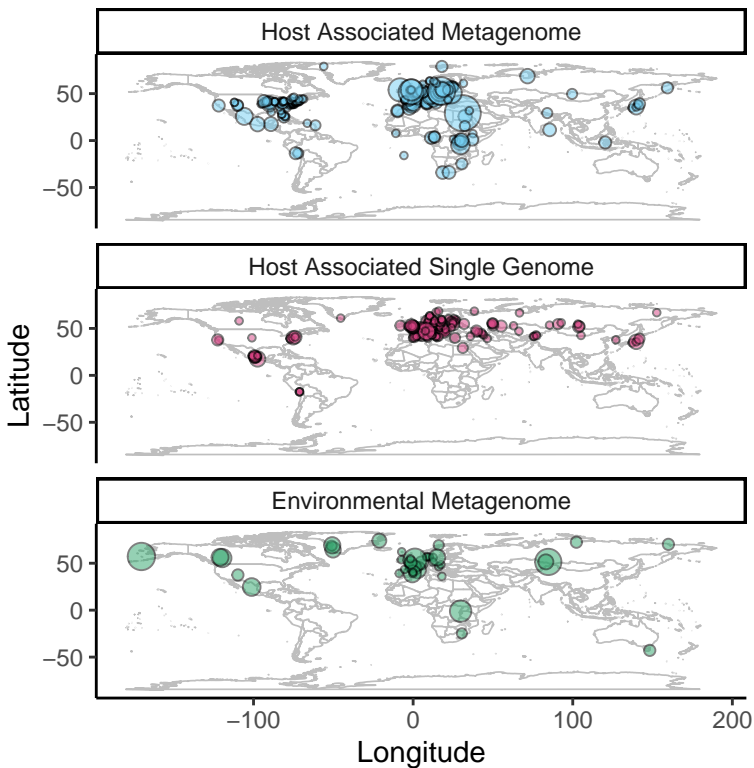 Host Associated Metagenome
50
0
−50
Host Associated Single Genome
50
0
−50
Latitude
Environmental Metagenome
50
0
−50
−100
0
100
200
Longitude